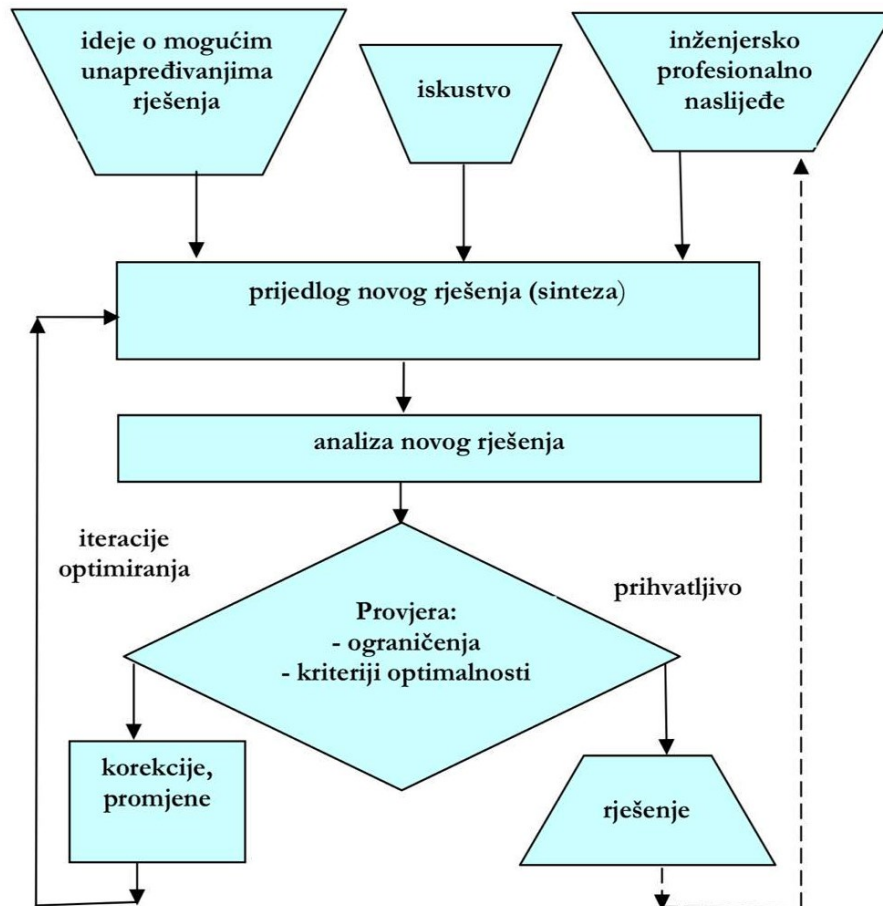 ideje o mogućim
unapređivanjima
rješenja
iskustvo
inženjersko
profesionalno
naslijeđe
prijedlog novog rješenja (sinteza)
analiza novog rješenja
iteracije
optimiranja
Provjera:
- ograničenja
- kriteriji optimalnosti
prihvatljivo
korekcije,
promjene
rješenje